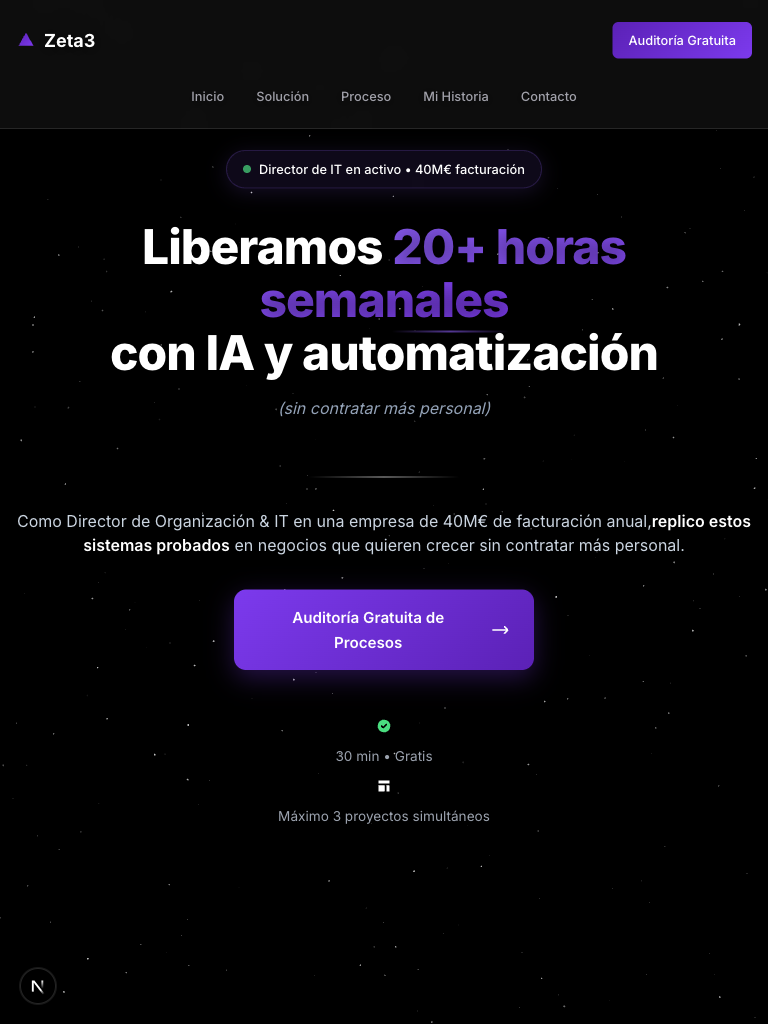 Zeta3
Auditoría Gratuita
Inicio
Solución
Proceso
Mi Historia
Contacto
Director de IT en activo • 40M€ facturación
Liberamos 20+ horas
semanales
con IA y automatización
(sin contratar más personal)
Como Director de Organización & IT en una empresa de 40M€ de facturación anual,replico estos
sistemas probados en negocios que quieren crecer sin contratar más personal.
Auditoría Gratuita de
Procesos
30 min • Gratis
Máximo 3 proyectos simultáneos
N